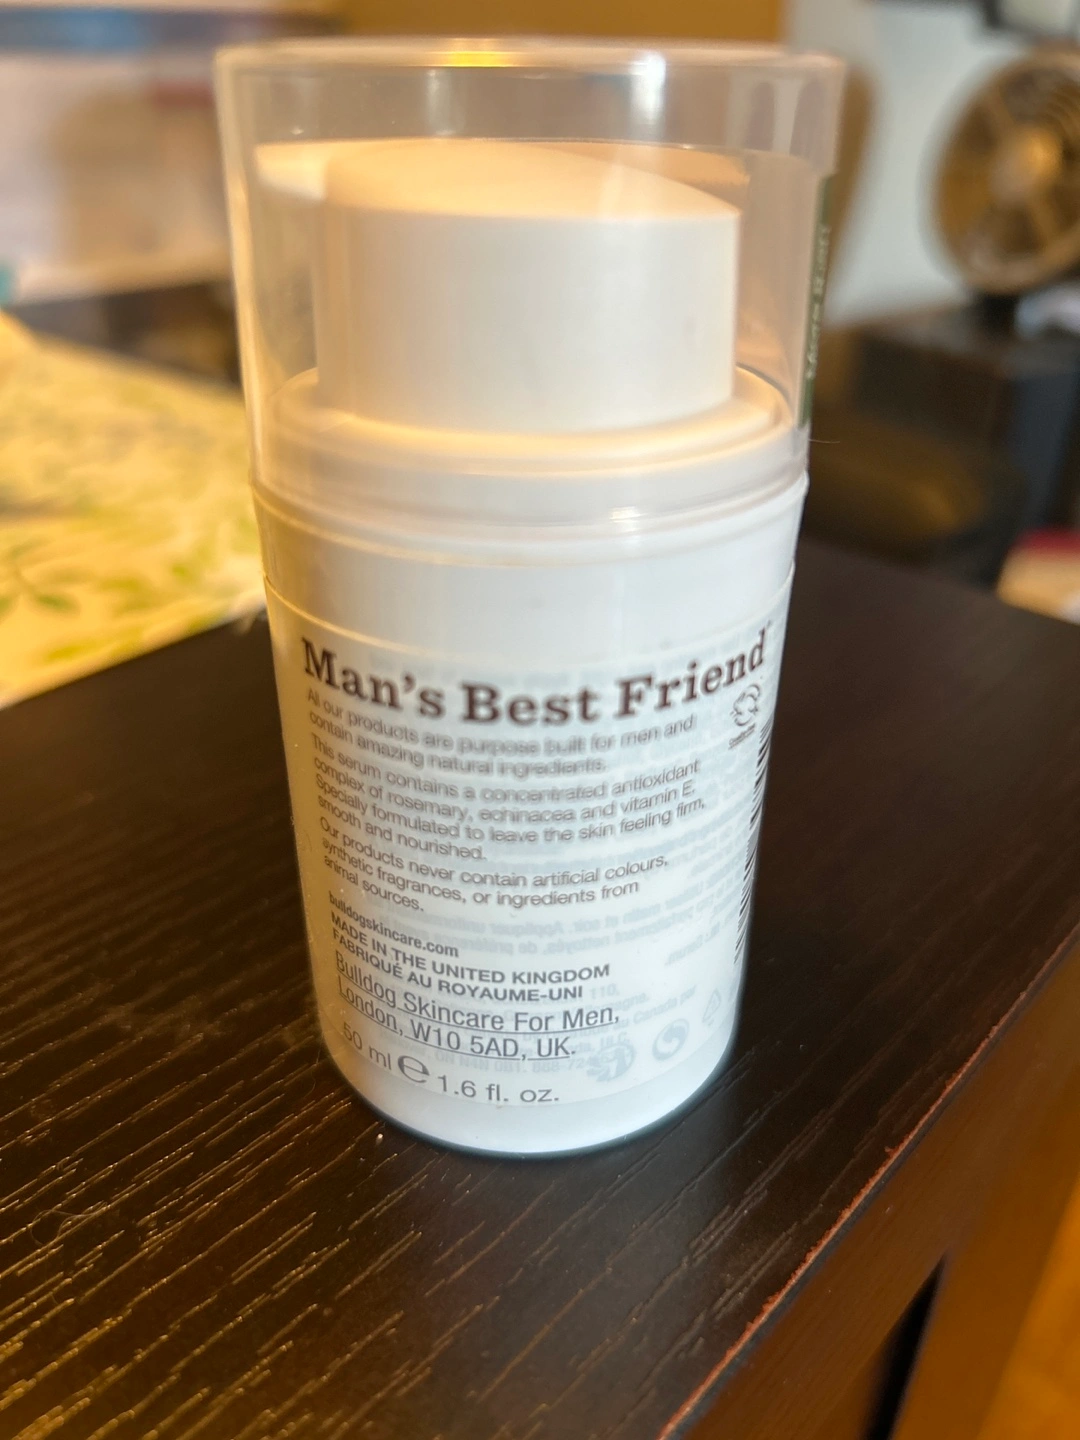 Man's Best Friend
All our products are purpose built for men and
contain amazing natural ingredients.
This serum contains a concentrated antioxidant
complex of rosemary, echinacea and vitamin E.
Specially formulated to leave the skin feeling firm,
smooth and nourished.
Our products never contain artificial colours,
synthetic fragrances, or ingredients from
animal sources.
bulldogskincare.com
MADE IN THE UNITED KINGDOM
FABRIQUÉ AU ROYAUME-UNI
Bulldog Skincare For Men,
London, W10 5AD, UK.
50 ml e 1.6 fl. oz.